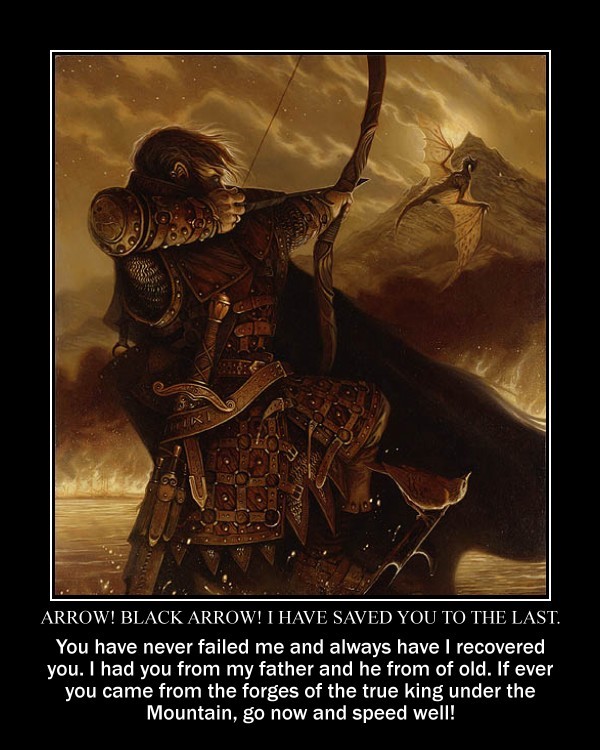 ARROW! BLACK ARROW! I HAVE SAVED YOU TO THE LAST.
You have never failed me and always have I recovered
you. I had you from my father and he from of old. If ever
you came from the forges of the true king under the
Mountain, go now and speed well!